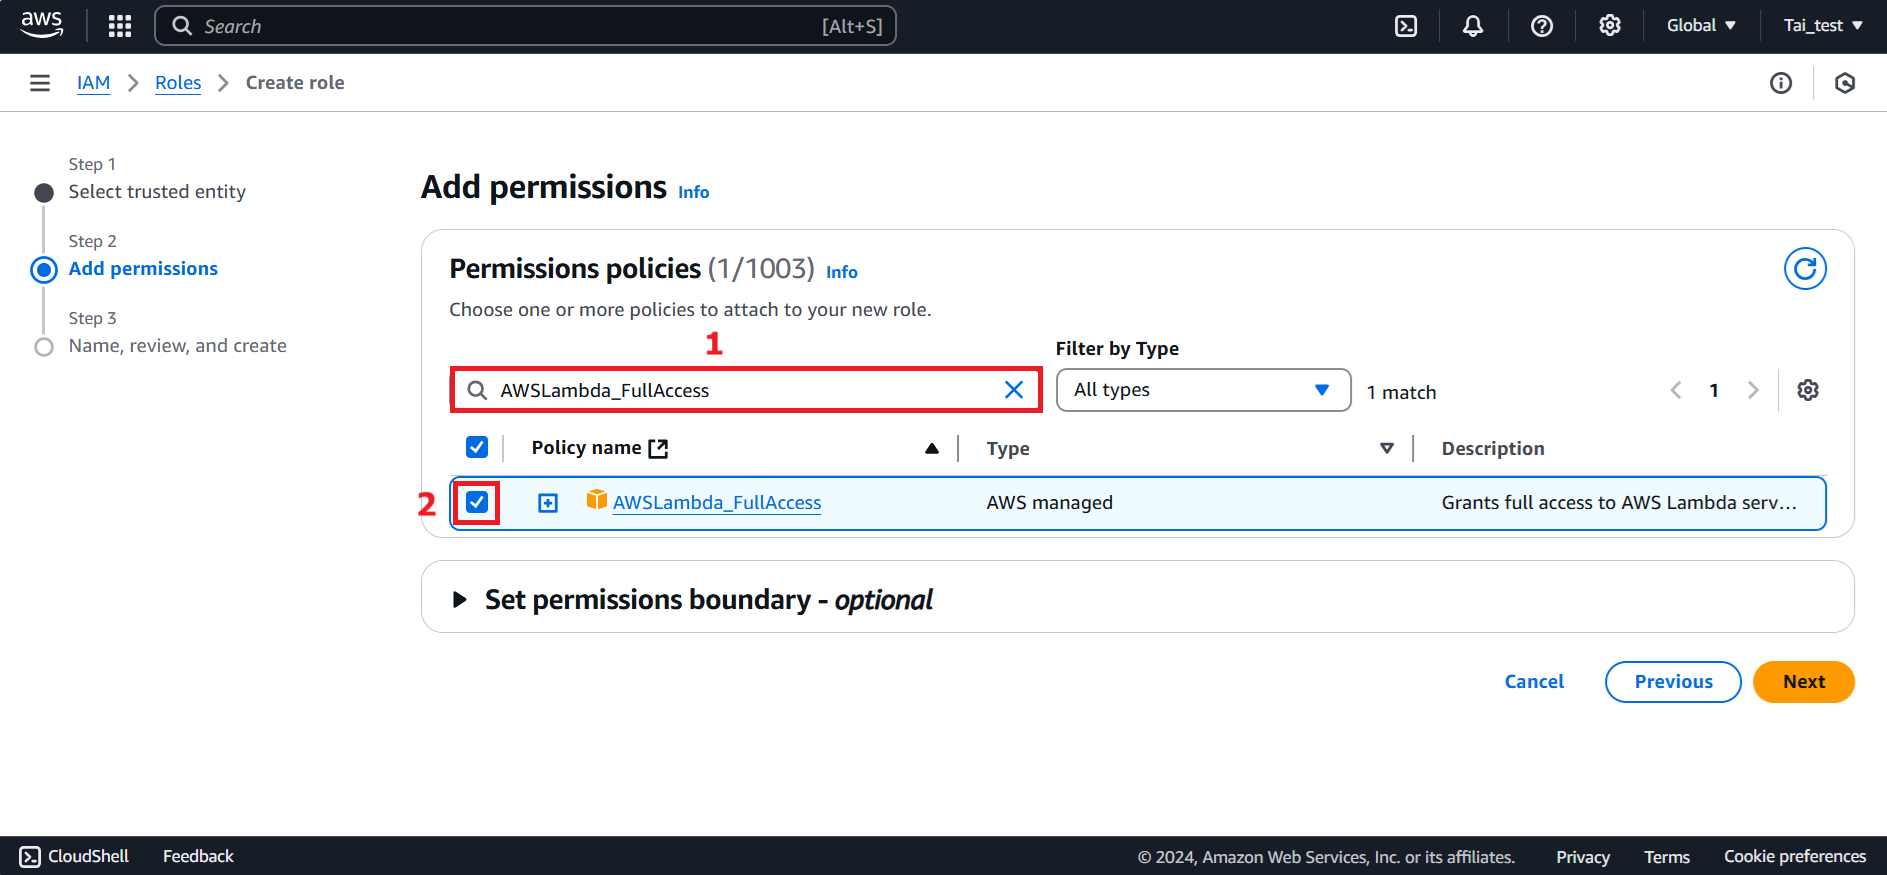 aws
Search [Alt+S]
Global
Tai_test
IAM
Roles
Create role
Step 1
Select trusted entity
Step 2
Add permissions
Step 3
Name, review, and create
Add permissions Info
Permissions policies (1/1003) Info
Choose one or more policies to attach to your new role.
1
Filter by Type
AWSLambda_FullAccess
All types
1 match
1
Policy name
Type
Description
2
AWSLambda_FullAccess
AWS managed
Grants full access to AWS Lambda serv...
Set permissions boundary - optional
Cancel
Previous
Next
CloudShell
Feedback
© 2024, Amazon Web Services, Inc. or its affiliates.
Privacy
Terms
Cookie preferences